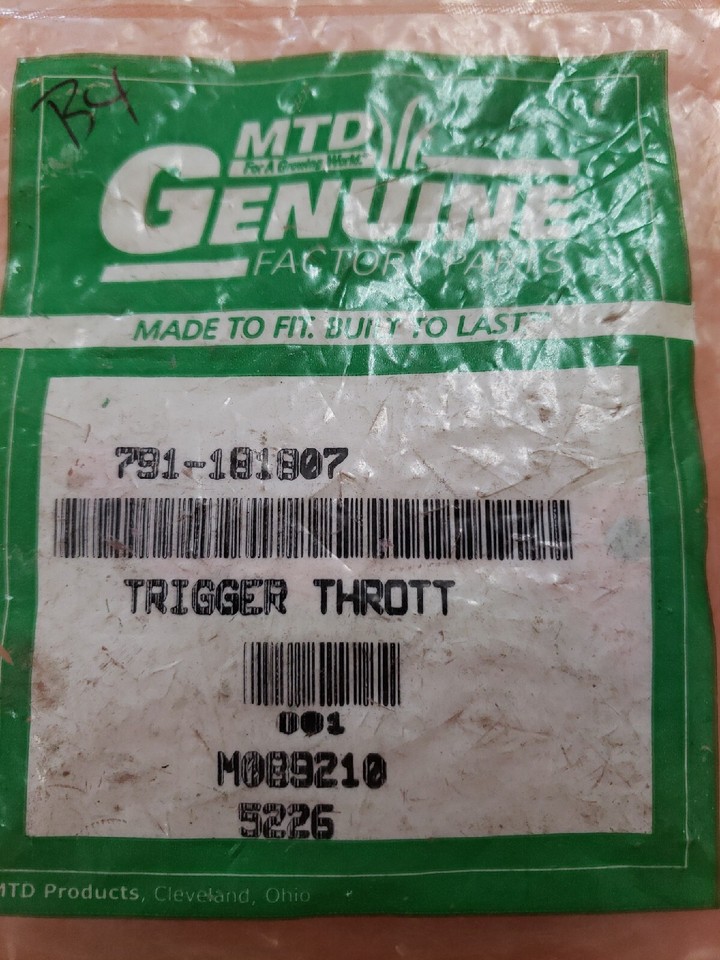 B4
MTD
For A Growing World.
GENUINE
FACTORY PARTS
MADE TO FIT. BUILT TO LAST™
791-181807
TRIGGER THROTT
001
M089210
5226
MTD Products, Cleveland, Ohio